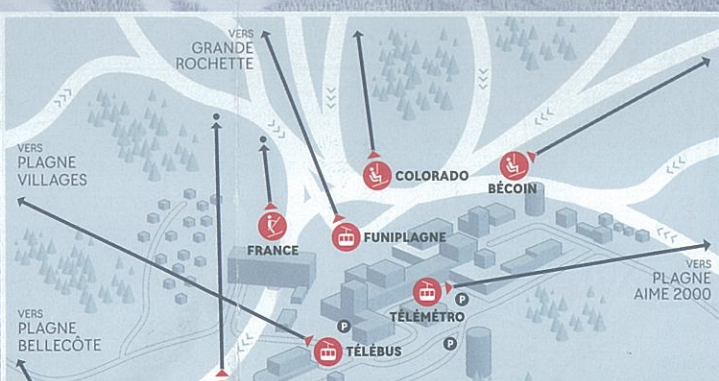 VERS
GRANDE
ROCHETTE
VERS
PLAGNE
VILLAGES
COLORADO
BÉCOIN
FRANCE
FUNIPLAGNE
VERS
PLAGNE
AIME 2000
P
TÉLÉMÉTRO
VERS
PLAGNE
BELLECÔTE
P
P
TÉLÉBUS